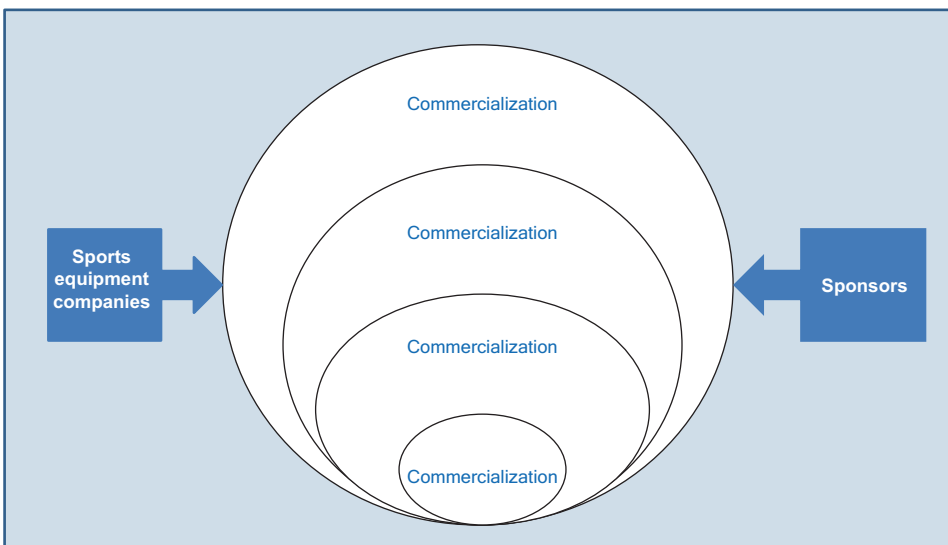 Commercialization
Commercialization
Sports
equipment
companies
Sponsors
Commercialization
Commercialization